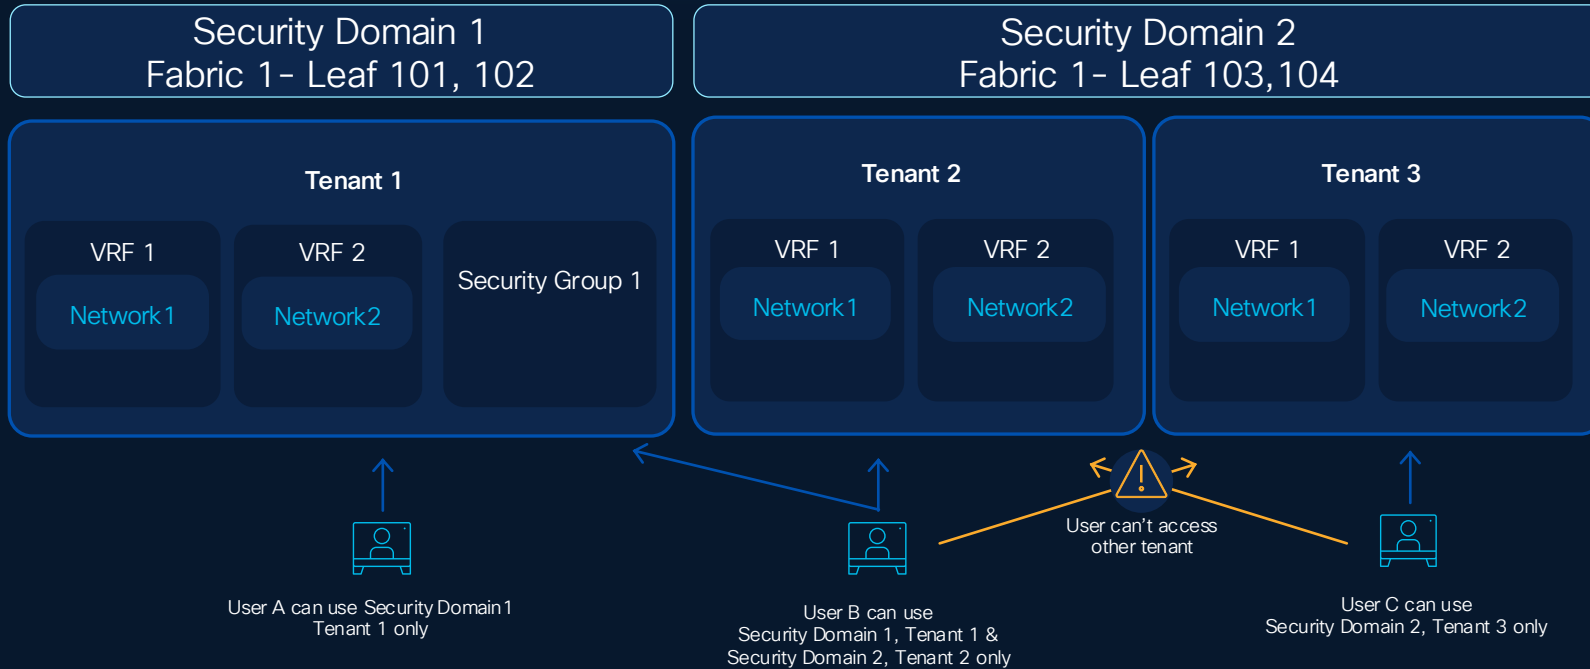 Security Domain 1
Fabric 1- Leaf 101, 102
Security Domain 2
Fabric 1- Leaf 103,104
Tenant 1
VRF 1
Network1
VRF 2
Network2
Security Group 1
Tenant 2
VRF 1
Network1
VRF 2
Network2
Tenant 3
VRF 1
Network1
VRF 2
Network2
User can't access
other tenant
User A can use Security Domain1
Tenant 1 only
User B can use
Security Domain 1, Tenant 1 &
Security Domain 2, Tenant 2 only
User C can use
Security Domain 2, Tenant 3 only